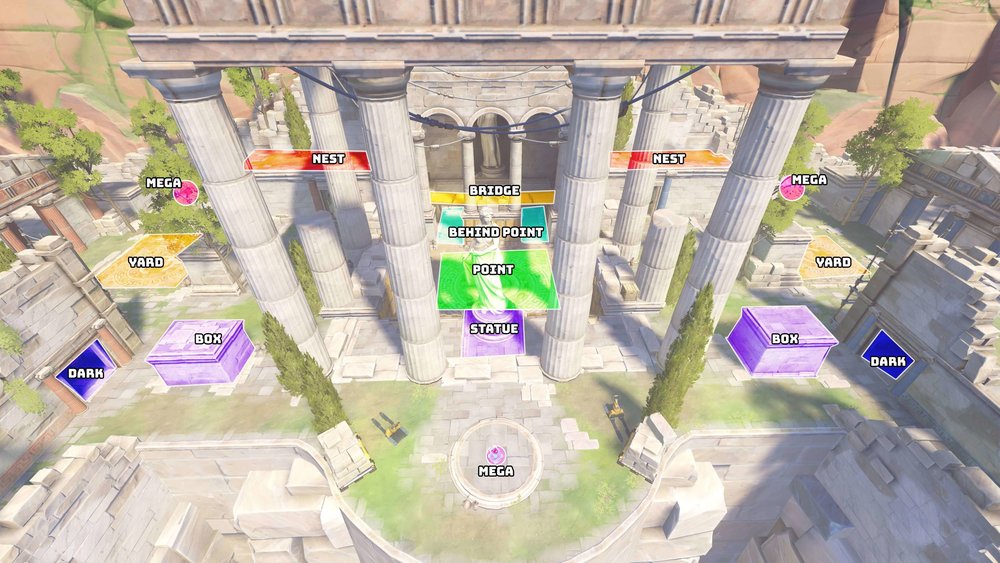 NEST
NEST
MEGA
MEGA
BRIDGE
BEHIND POINT
YARD
POINT
YARD
STATUE
BOX
BOX
DARK
DARK
MEGA